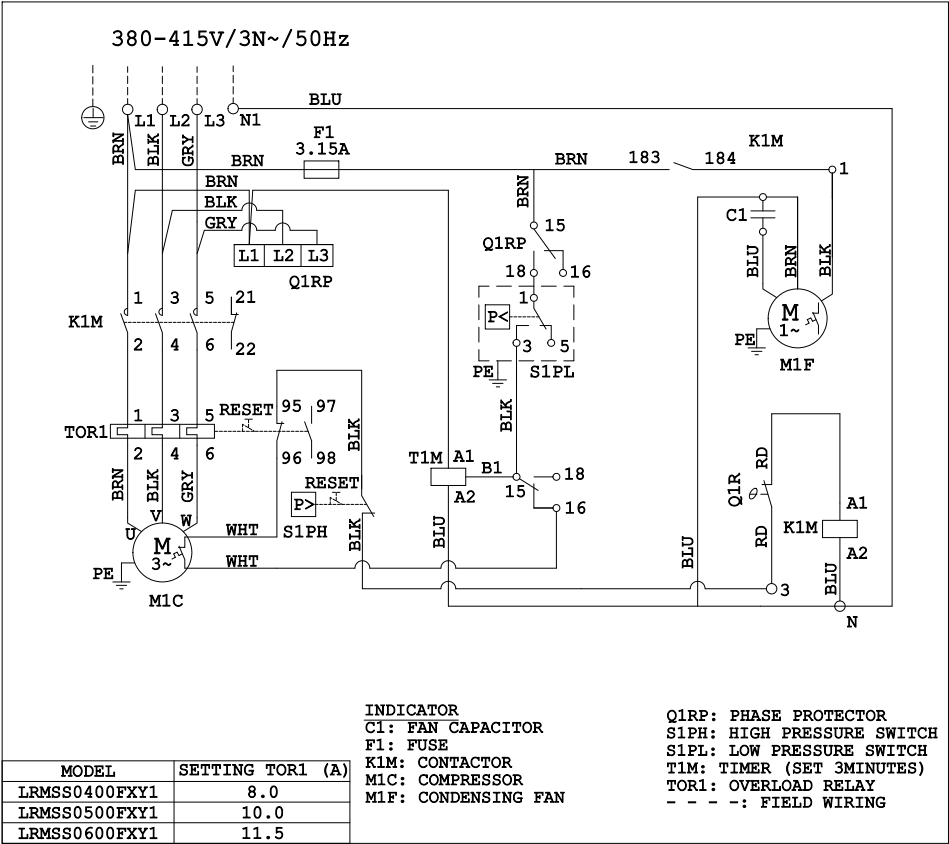 380-415V/3N~/50Hz
L1 L2 L3 N1
BLU
BRN BLK GRY
F1
3.15A
BRN
BRN
183
184
K1M
1
BRN
BLK
GRY
L1 L2 L3
Q1RP
BRN
15
Q1RP
18
16
C1
BLU
BRN
BLK
M
1~
PE
M1F
1
P<
3
5
PE
S1PL
K1M
1 3 5 21
2 4 6 22
TOR1
1 3 5
2 4 6
RESET
95 97
96 98
BLK
BLK
T1M
A1
A2
B1
15
18
16
BRN BLK GRY
RESET
P>
S1PH
BLK
BLU
U V W
M
3~
WHT
WHT
PE
M1C
BLU
RD
Q1R
θ
RD
3
K1M
A1
A2
BLU
N
INDICATOR
C1: FAN CAPACITOR
F1: FUSE
K1M: CONTACTOR
M1C: COMPRESSOR
M1F: CONDENSING FAN
Q1RP: PHASE PROTECTOR
S1PH: HIGH PRESSURE SWITCH
S1PL: LOW PRESSURE SWITCH
T1M: TIMER (SET 3MINUTES)
TOR1: OVERLOAD RELAY
- - - -: FIELD WIRING
MODEL SETTING TOR1 (A)
LRMSS0400FXY1 8.0
LRMSS0500FXY1 10.0
LRMSS0600FXY1 11.5